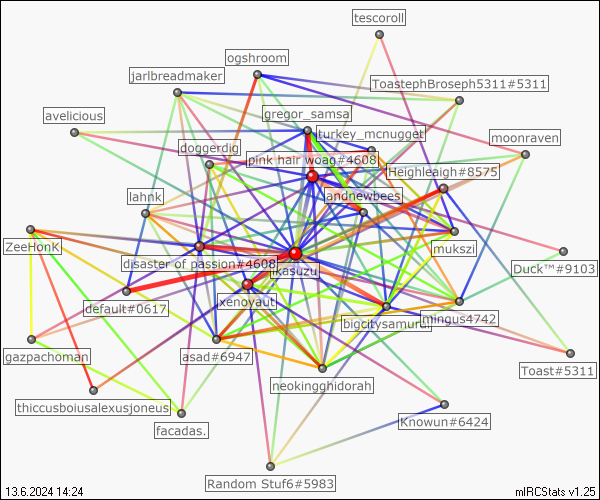 tescoroll
ogshroom
jarlbreadmaker
ToastephBroseph5311#5311
avelicious
gregor_samsa
turkey_mcnugget
moonraven
doggerdig
pink hair woag#4608
Heighleaigh#8575
lahnk
jandnewbees
ZeeHonK
mukszi
disaster of passion#4608
ikasuzu
Duck™#9103
default#0617
xenoyaut
bigcitysamurai
mingus4742
gazpachoman
asad#6947
Toast#5311
neokingghidorah
thiccusboiusalexusjoneus
facadas.
Knowun#6424
Random Stuf6#5983
13.6.2024 14:24
mIRCStats v1.25